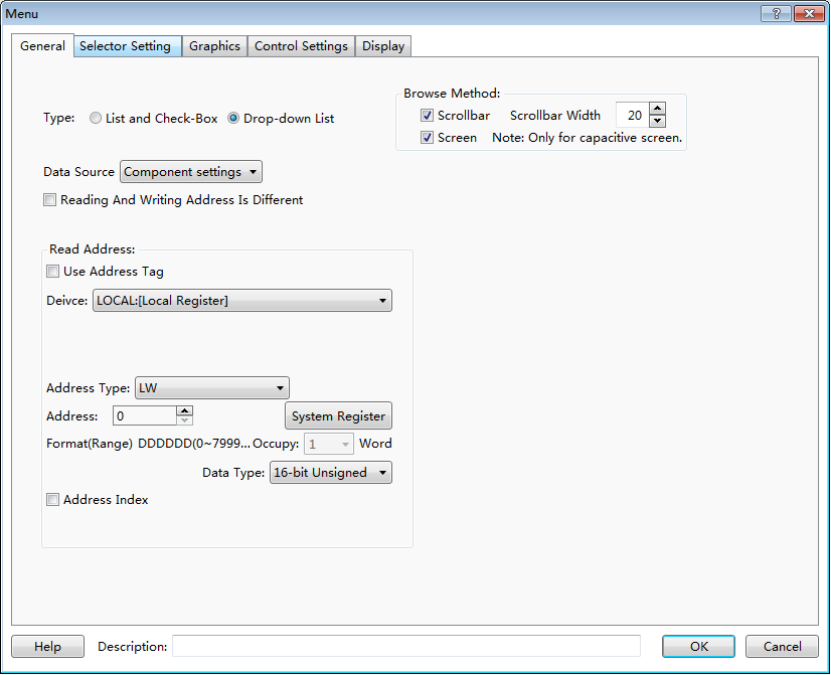 Menu
?
General Selector Setting Graphics Control Settings Display
Browse Method:
Type: List and Check-Box Drop-down List
Scrollbar Scrollbar Width 20
Screen Note: Only for capacitive screen.
Data Source Component settings
Reading And Writing Address Is Different
Read Address:
Use Address Tag
Deivce: LOCAL:[Local Register]
Address Type: LW
Address: 0 System Register
Format(Range) DDDDDD(0~7999... Occupy: 1 Word
Data Type: 16-bit Unsigned
Address Index
Help Description: OK Cancel